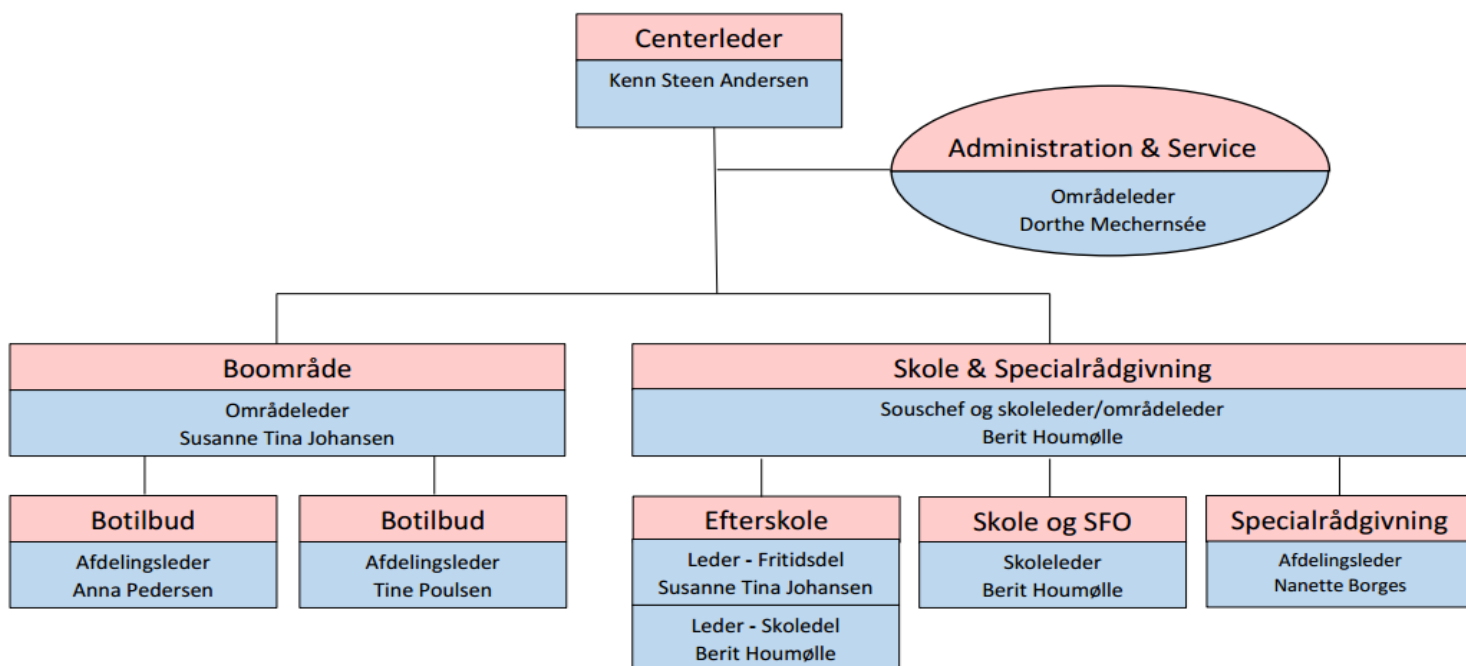 Centerleder
Kenn Steen Andersen
Administration & Service
Områdeleder
Dorthe Mechernsée
Boområde
Områdeleder
Susanne Tina Johansen
Skole & Specialrådgivning
Souschef og skoleleder/områdeleder
Berit Houmølle
Botilbud
Afdelingsleder
Anna Pedersen
Botilbud
Afdelingsleder
Tine Poulsen
Efterskole
Leder - Fritidsdel
Susanne Tina Johansen
Leder - Skoledel
Berit Houmølle
Skole og SFO
Skoleleder
Berit Houmølle
Specialrådgivning
Afdelingsleder
Nanette Borges